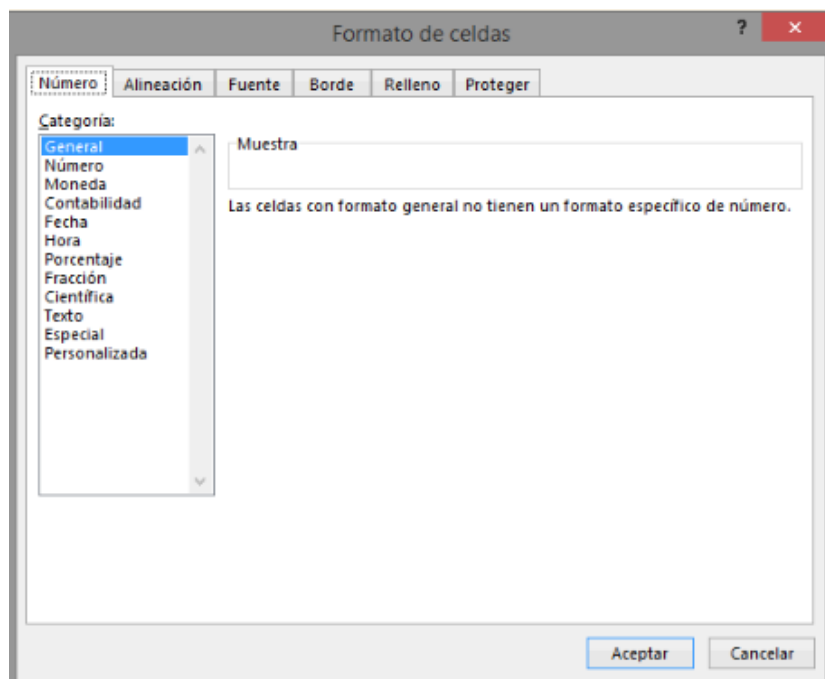 Formato de celdas
? ×
Número Alineación Fuente Borde Relleno Proteger
Categoría:
General
Número
Moneda
Contabilidad
Fecha
Hora
Porcentaje
Fracción
Científica
Texto
Especial
Personalizada
Muestra
Las celdas con formato general no tienen un formato específico de número.
Aceptar Cancelar